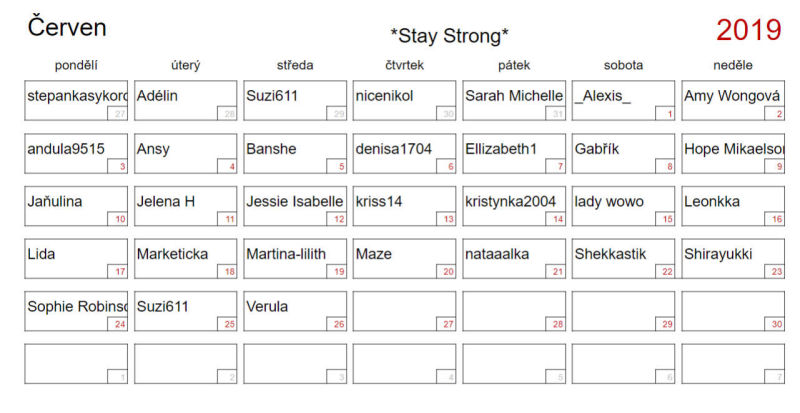 Červen
*Stay Strong*
2019
pondělí úterý středa čtvrtek pátek sobota neděle
stepankasykorc Adélin Suzi611 nicenikol Sarah Michelle _Alexis_ Amy Wongová
27 28 29 30 31 1 2
andula9515 Ansy Banshe denisa1704 Ellizabeth1 Gabřík Hope Mikaelson
3 4 5 6 7 8 9
Jaňulina Jelena H Jessie Isabelle kriss14 kristynka2004 lady wowo Leonkka
10 11 12 13 14 15 16
Lida Marketicka Martina-lilith Maze nataaalka Shekkastik Shirayukki
17 18 19 20 21 22 23
Sophie Robinso Suzi611 Verula
24 25 26 27 28 29 30
1 2 3 4 5 6 7